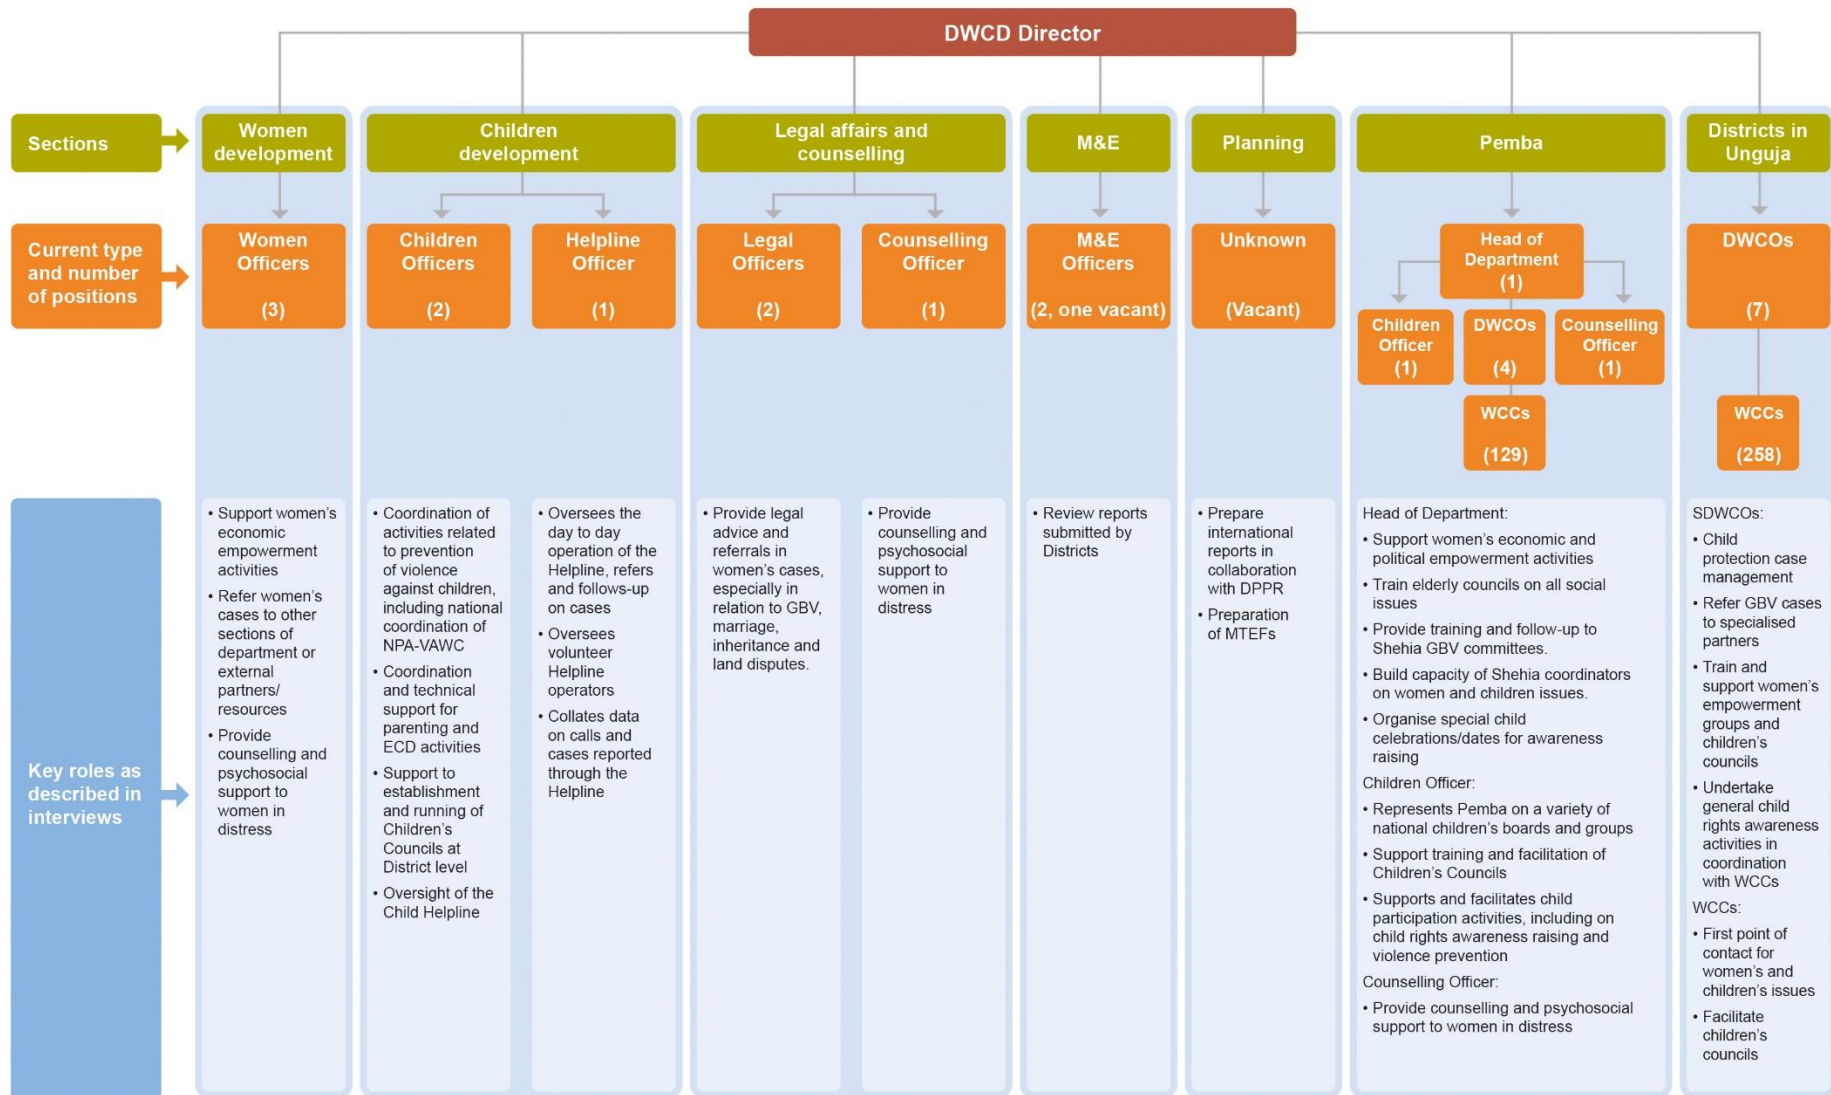 DWCD Director
Sections
Women
development
Children
development
Legal affairs and
counselling
M&E
Planning
Pemba
Districts in
Unguja
Current type
and number
of positions
Women
Officers
(3)
Children
Officers
(2)
Helpline
Officer
(1)
Legal
Officers
(2)
Counselling
Officer
(1)
M&E
Officers
(2, one vacant)
Unknown
(Vacant)
Head of
Department
(1)
Children
Officer
(1)
DWCOs
(4)
Counselling
Officer
(1)
WCCs
(129)
DWCOs
(7)
WCCs
(258)
Key roles as
described in
interviews
• Support women’s
economic
empowerment
activities
• Refer women’s
cases to other
sections of
department or
external
partners/
resources
• Provide
counselling and
psychosocial
support to
women in
distress
• Coordination of
activities related
to prevention
of violence
against children,
including national
coordination of
NPA-VAWC
• Coordination
and technical
support for
parenting and
ECD activities
• Support to
establishment
and running of
Children’s
Councils at
District level
• Oversight of the
Child Helpline
• Oversees the
day to day
operation of the
Helpline, refers
and follows-up
on cases
• Oversees
volunteer
Helpline
operators
• Collates data
on calls and
cases reported
through the
Helpline
• Provide legal
advice and
referrals in
women’s cases,
especially in
relation to GBV,
marriage,
inheritance and
land disputes.
• Provide
counselling and
psychosocial
support to
women in
distress
• Review reports
submitted by
Districts
• Prepare
international
reports in
collaboration
with DPPR
• Preparation
of MTEFs
Head of Department:
• Support women’s economic and
political empowerment activities
• Train elderly councils on all social
issues
• Provide training and follow-up to
Shehia GBV committees.
• Build capacity of Shehia coordinators
on women and children issues.
• Organise special child
celebrations/dates for awareness
raising
Children Officer:
• Represents Pemba on a variety of
national children’s boards and groups
• Support training and facilitation of
Children’s Councils
• Supports and facilitates child
participation activities, including on
child rights awareness raising and
violence prevention
Counselling Officer:
• Provide counselling and psychosocial
support to women in distress
SDWCOs:
• Child
protection case
management
• Refer GBV cases
to specialised
partners
• Train and
support women’s
empowerment
groups and
children’s
councils
• Undertake
general child
rights awareness
activities in
coordination
with WCCs
WCCs:
• First point of
contact for
women’s and
children’s issues
• Facilitate
children’s
councils